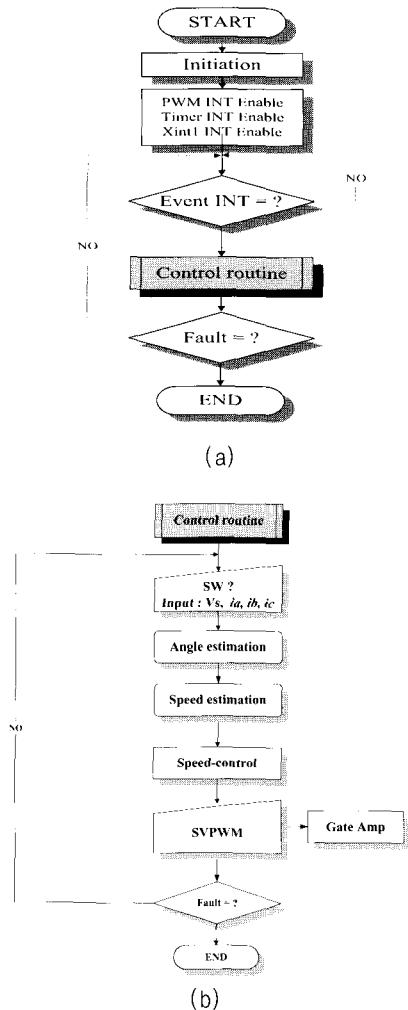 START
Initiation
PWM INT Enable
Timer INT Enable
Xint1 INT Enable
NO
Event INT = ?
NO
Control routine
Fault = ?
END
(a)
Control routine
SW ?
Input : Vs, ia, ib, ic
Angle estimation
Speed estimation
NO
Speed-control
SVPWM
Gate Amp
Fault = ?
END
(b)